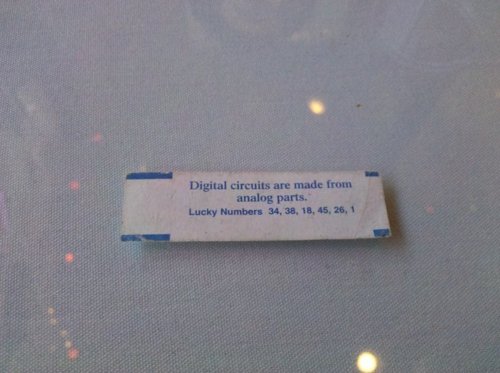 Digital circuits are made from
analog parts.
Lucky Numbers 34, 38, 18, 45, 26, 1